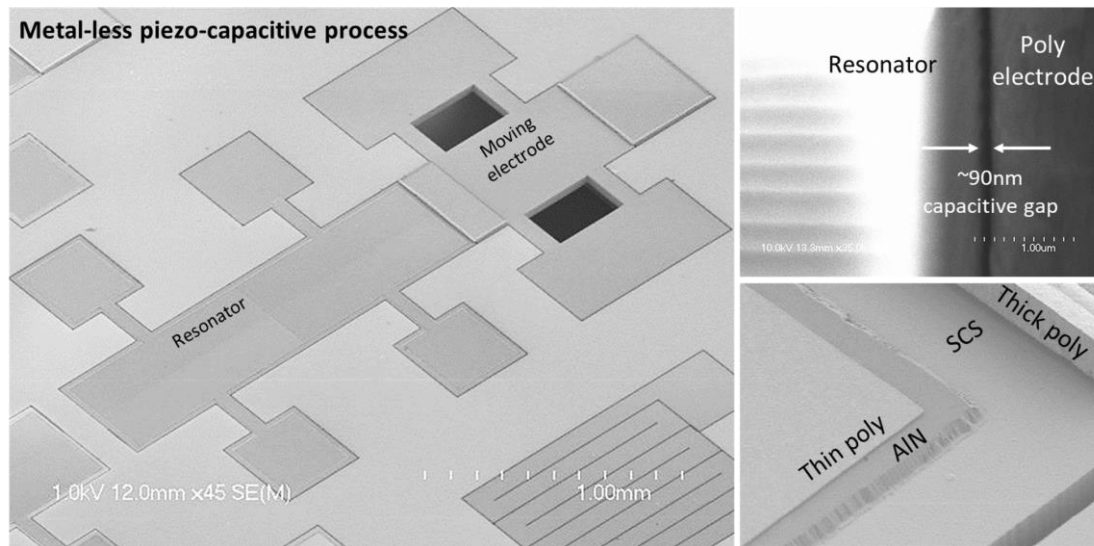 Metal-less piezo-capacitive process
Moving
electrode
Resonator
1.0kV 12.0mm x45 SE(M)
1.00mm
Resonator
Poly
electrode
~90nm
capacitive gap
1.00um
Thick poly
SCS
Thin poly
AlN